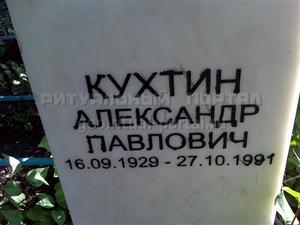 КУХТИН
АЛЕКСАНДР
ПАВЛОВИЧ
16.09.1929 - 27.10.1991
РИТУАЛЬНЫЙ ПОРТАЛ